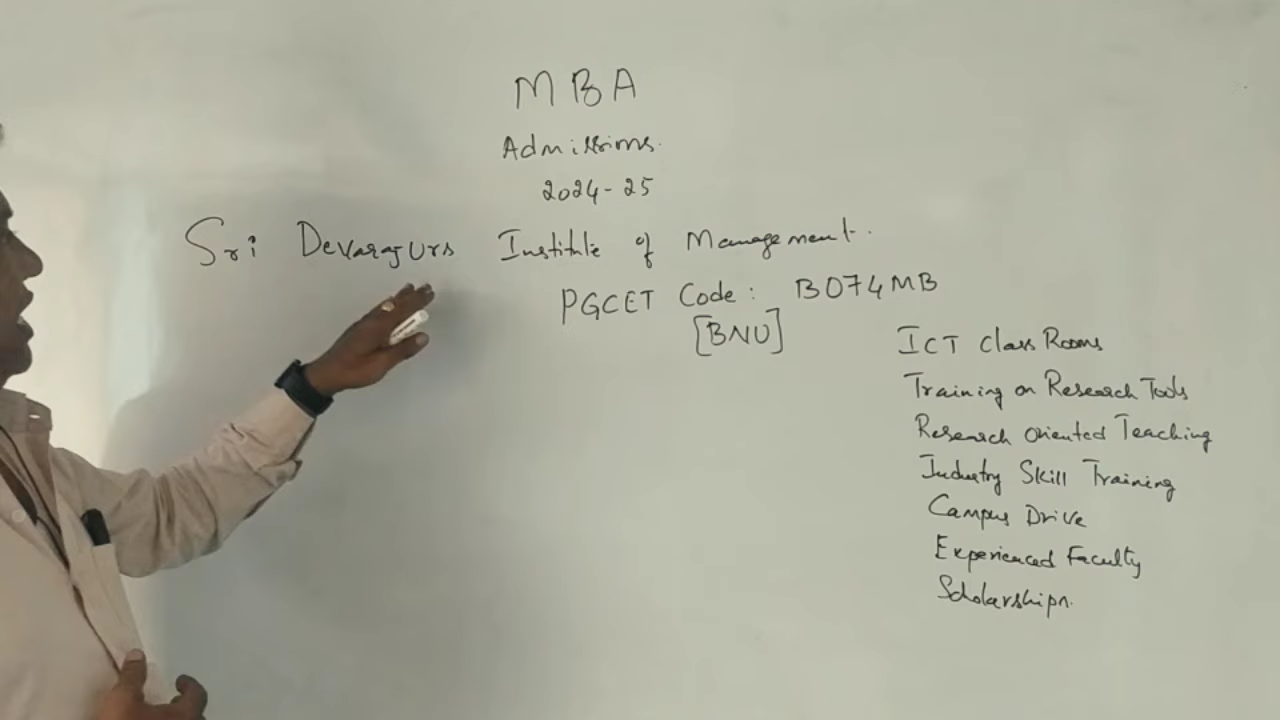 MBA
Admissions.
2024-25
Sri Devarajurs Institute of Management.
PGCET Code: B074MB
[BNU]
ICT Class Rooms
Training on Research Tools
Research oriented Teaching
Industry Skill Training
Campus Drive
Experienced Faculty
Scholarships.